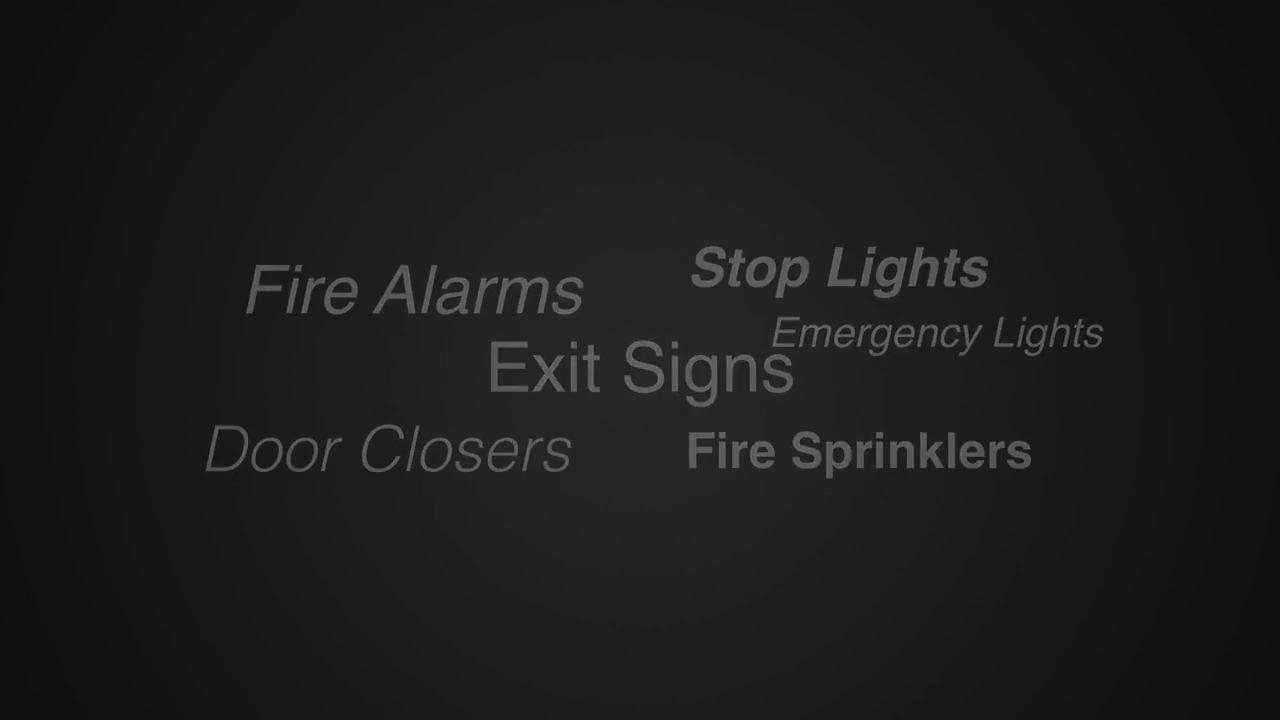 Fire Alarms
Stop Lights
Emergency Lights
Exit Signs
Door Closers
Fire Sprinklers